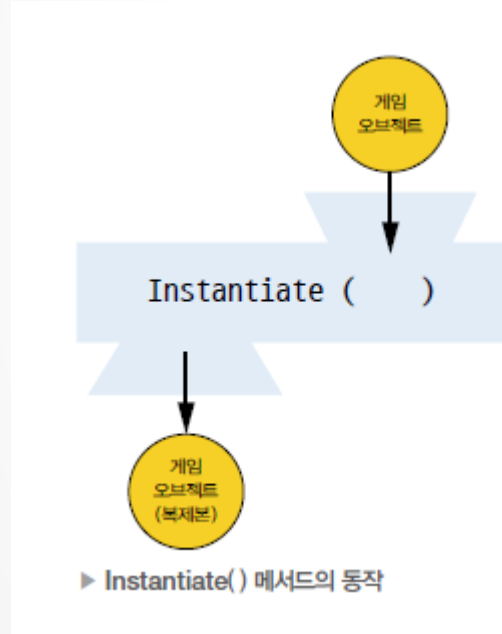 게임
오브젝트
Instantiate (    )
게임
오브젝트
(복제본)
▶ Instantiate( ) 메서드의 동작